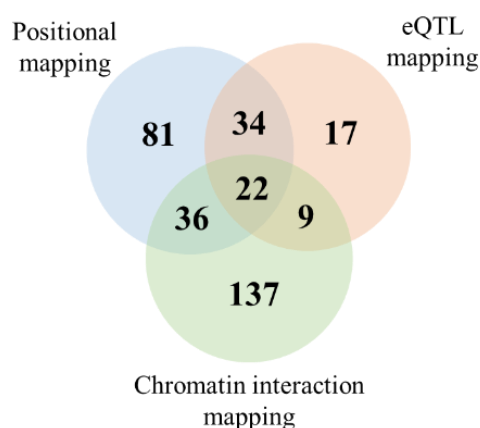 Positional
mapping
eQTL
mapping
81
34
17
22
36
9
137
Chromatin interaction
mapping